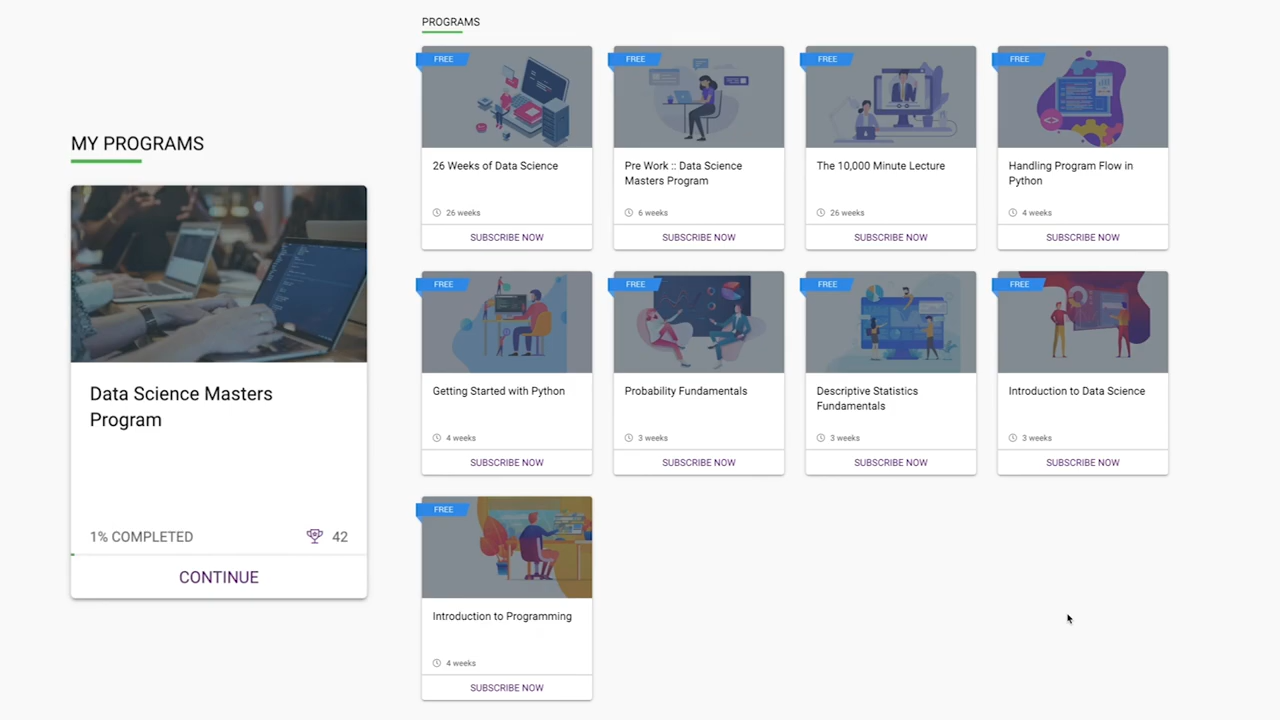 PROGRAMS
MY PROGRAMS
Data Science Masters
Program
1% COMPLETED
42
CONTINUE
FREE
26 Weeks of Data Science
26 weeks
SUBSCRIBE NOW
FREE
Pre Work :: Data Science
Masters Program
6 weeks
SUBSCRIBE NOW
FREE
The 10,000 Minute Lecture
26 weeks
SUBSCRIBE NOW
FREE
Handling Program Flow in
Python
4 weeks
SUBSCRIBE NOW
FREE
Getting Started with Python
4 weeks
SUBSCRIBE NOW
FREE
Probability Fundamentals
3 weeks
SUBSCRIBE NOW
FREE
Descriptive Statistics
Fundamentals
3 weeks
SUBSCRIBE NOW
FREE
Introduction to Data Science
3 weeks
SUBSCRIBE NOW
FREE
Introduction to Programming
4 weeks
SUBSCRIBE NOW